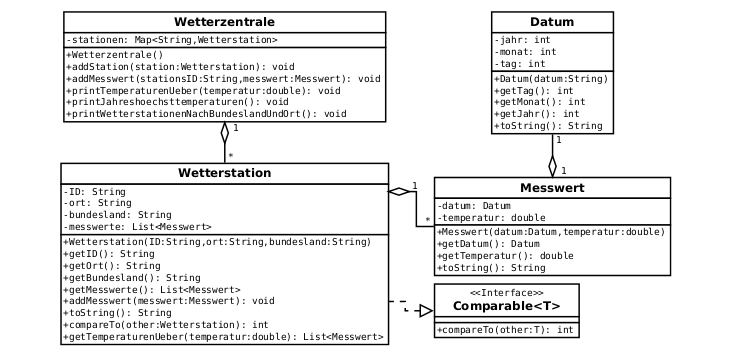 Wetterzentrale
-stationen: Map<String,Wetterstation>
+Wetterzentrale()
+addStation(station:Wetterstation): void
+addMesswert(stationsID:String,messwert:Messwert): void
+printTemperaturenUeber(temperatur:double): void
+printJahreshoechsttemperaturen(): void
+printWetterstationenNachBundeslandUndOrt(): void
1
*
Datum
-jahr: int
-monat: int
-tag: int
+Datum(datum:String)
+getTag(): int
+getMonat(): int
+getJahr(): int
+toString(): String
1
1
Wetterstation
-ID: String
-ort: String
-bundesland: String
-messwerte: List<Messwert>
+Wetterstation(ID:String,ort:String,bundesland:String)
+getID(): String
+getOrt(): String
+getBundesland(): String
+getMesswerte(): List<Messwert>
+addMesswert(messwert:Messwert): void
+toString(): String
+compareTo(other:Wetterstation): int
+getTemperaturenUeber(temperatur:double): List<Messwert>
1
*
Messwert
-datum: Datum
-temperatur: double
+Messwert(datum:Datum,temperatur:double)
+getDatum(): Datum
+getTemperatur(): double
+toString(): String
<<Interface>>
Comparable<T>
+compareTo(other:T): int